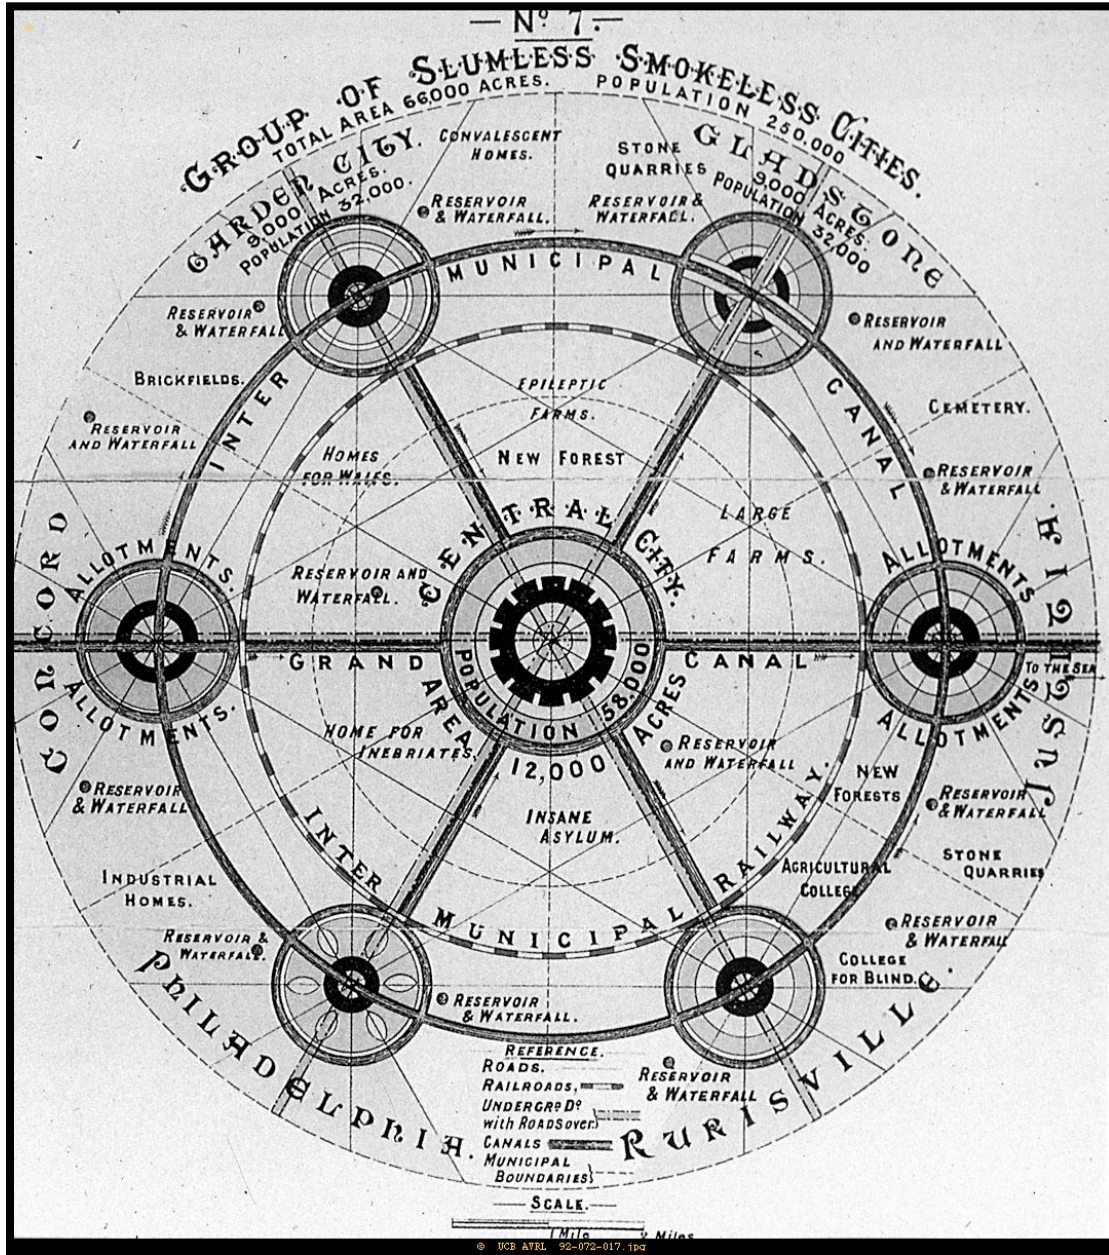 — Nº 7. —
GROUP OF SLUMLESS SMOKELESS CITIES.
TOTAL AREA 66,000 ACRES. POPULATION 250,000
GARDEN CITY.
9,000 ACRES.
POPULATION 32,000.
CONVALESCENT
HOMES.
STONE
QUARRIES
GLADSTONE
9,000 ACRES.
POPULATION 32,000
RESERVOIR
& WATERFALL.
RESERVOIR &
WATERFALL.
INTER MUNICIPAL CANAL
RESERVOIR
& WATERFALL
RESERVOIR
AND WATERFALL
BRICKFIELDS.
EPILEPTIC
FARMS.
CEMETERY.
RESERVOIR
AND WATERFALL
HOMES
FOR WAIFS.
NEW FOREST
RESERVOIR
& WATERFALL
LARGE
FARMS.
CENTRAL CITY.
CONCORD
ALLOTMENTS.
ALLOTMENTS.
RESERVOIR AND
WATERFALL.
ALLOTMENTS
ALLOTMENTS
GRAND CANAL
TO THE SEA
AREA 12,000 ACRES
POPULATION 58,000
HOME FOR
INEBRIATES.
RESERVOIR
AND WATERFALL
RESERVOIR
& WATERFALL
NEW
FORESTS
RESERVOIR
& WATERFALL
INSANE
ASYLUM.
INTER MUNICIPAL RAILWAY.
STONE
QUARRIES
AGRICULTURAL
COLLEGE
INDUSTRIAL
HOMES.
RESERVOIR
& WATERFALL
RESERVOIR &
WATERFALL.
COLLEGE
FOR BLIND.
RESERVOIR
& WATERFALL.
PHILADELPHIA.
RURISVILLE.
RESERVOIR
& WATERFALL
REFERENCE.
ROADS.
RAILROADS,
UNDERGRD Dº
with ROADS over.
CANALS
MUNICIPAL
BOUNDARIES
— SCALE. —
1 Mile 2 Miles
© UCB AVRL 92-072-017.jpg